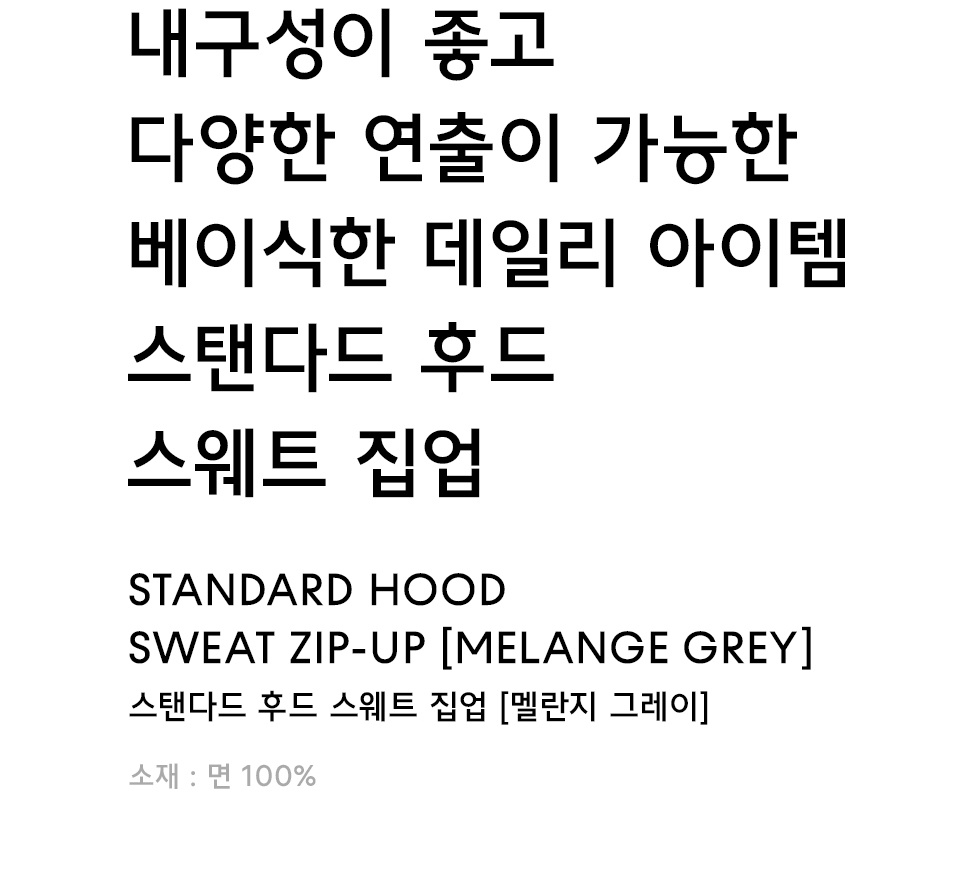 내구성이 좋고
다양한 연출이 가능한
베이식한 데일리 아이템
스탠다드 후드
스웨트 집업
STANDARD HOOD
SWEAT ZIP-UP [MELANGE GREY]
스탠다드 후드 스웨트 집업 [멜란지 그레이]
소재 : 면 100%